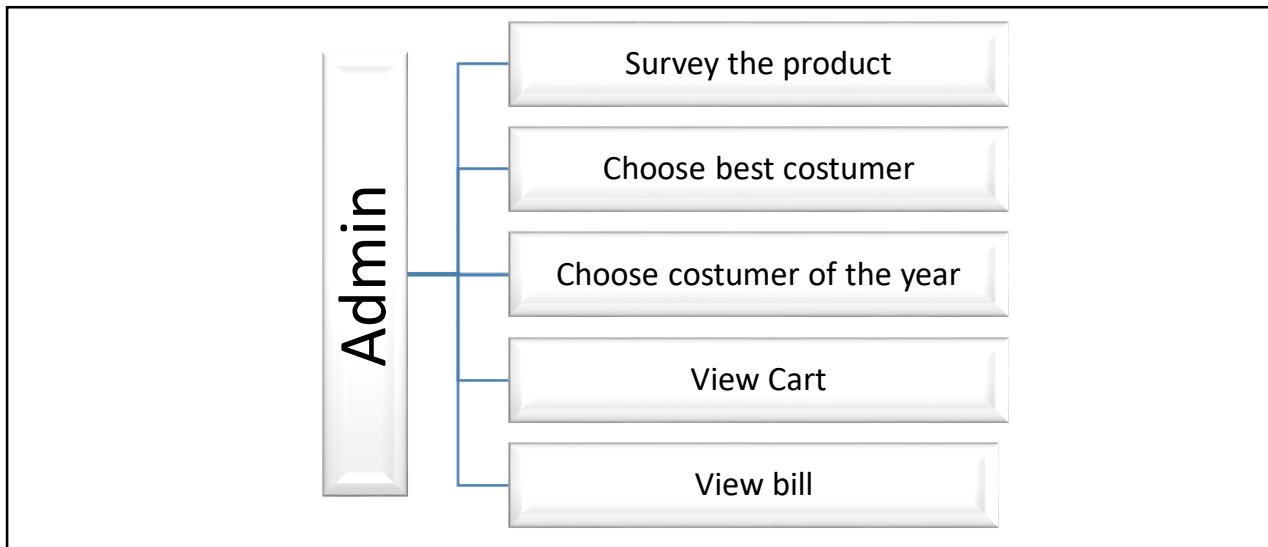 Admin
Survey the product
Choose best costumer
Choose costumer of the year
View Cart
View bill